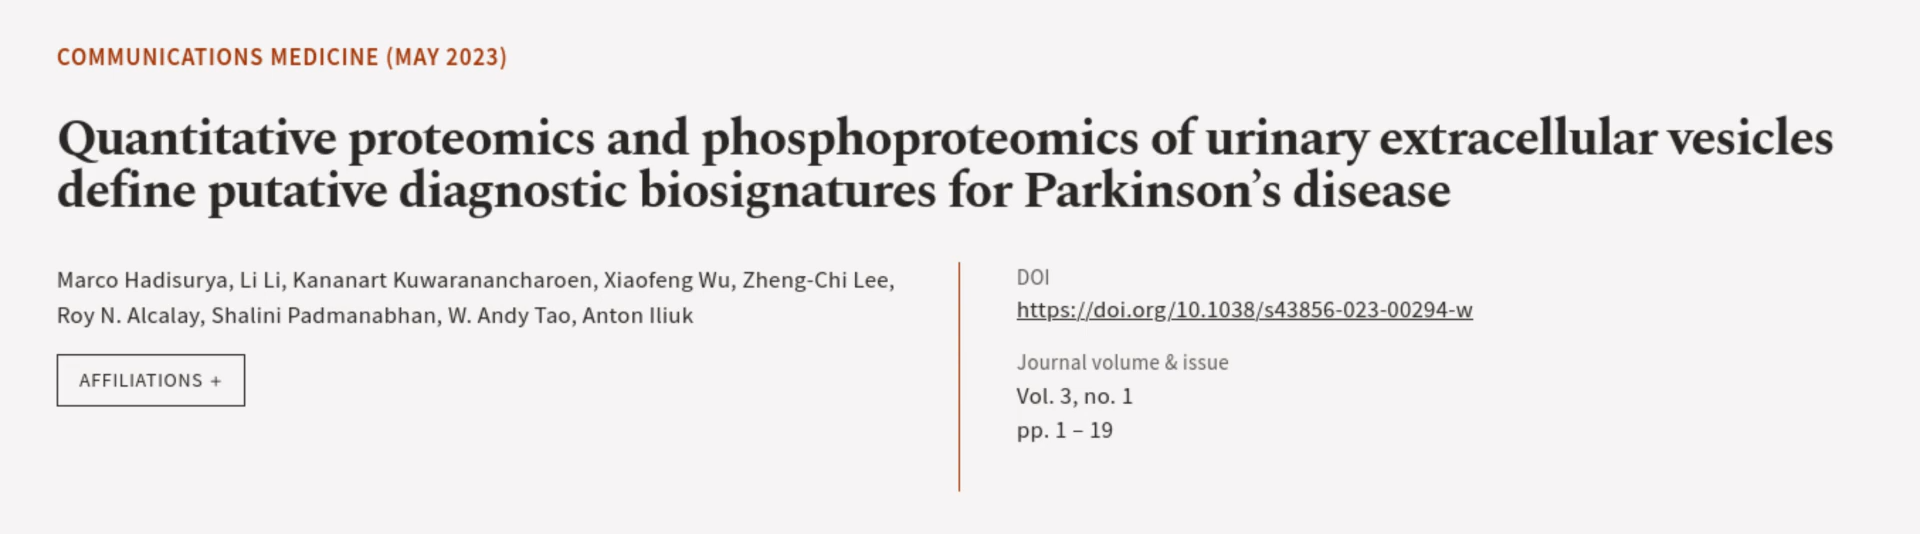 COMMUNICATIONS MEDICINE (MAY 2023)
Quantitative proteomics and phosphoproteomics of urinary extracellular vesicles
define putative diagnostic biosignatures for Parkinson’s disease
Marco Hadisurya, Li Li, Kananart Kuwaranancharoen, Xiaofeng Wu, Zheng-Chi Lee,
Roy N. Alcalay, Shalini Padmanabhan, W. Andy Tao, Anton Iliuk
AFFILIATIONS +
DOI
https://doi.org/10.1038/s43856-023-00294-w
Journal volume & issue
Vol. 3, no. 1
pp. 1 – 19